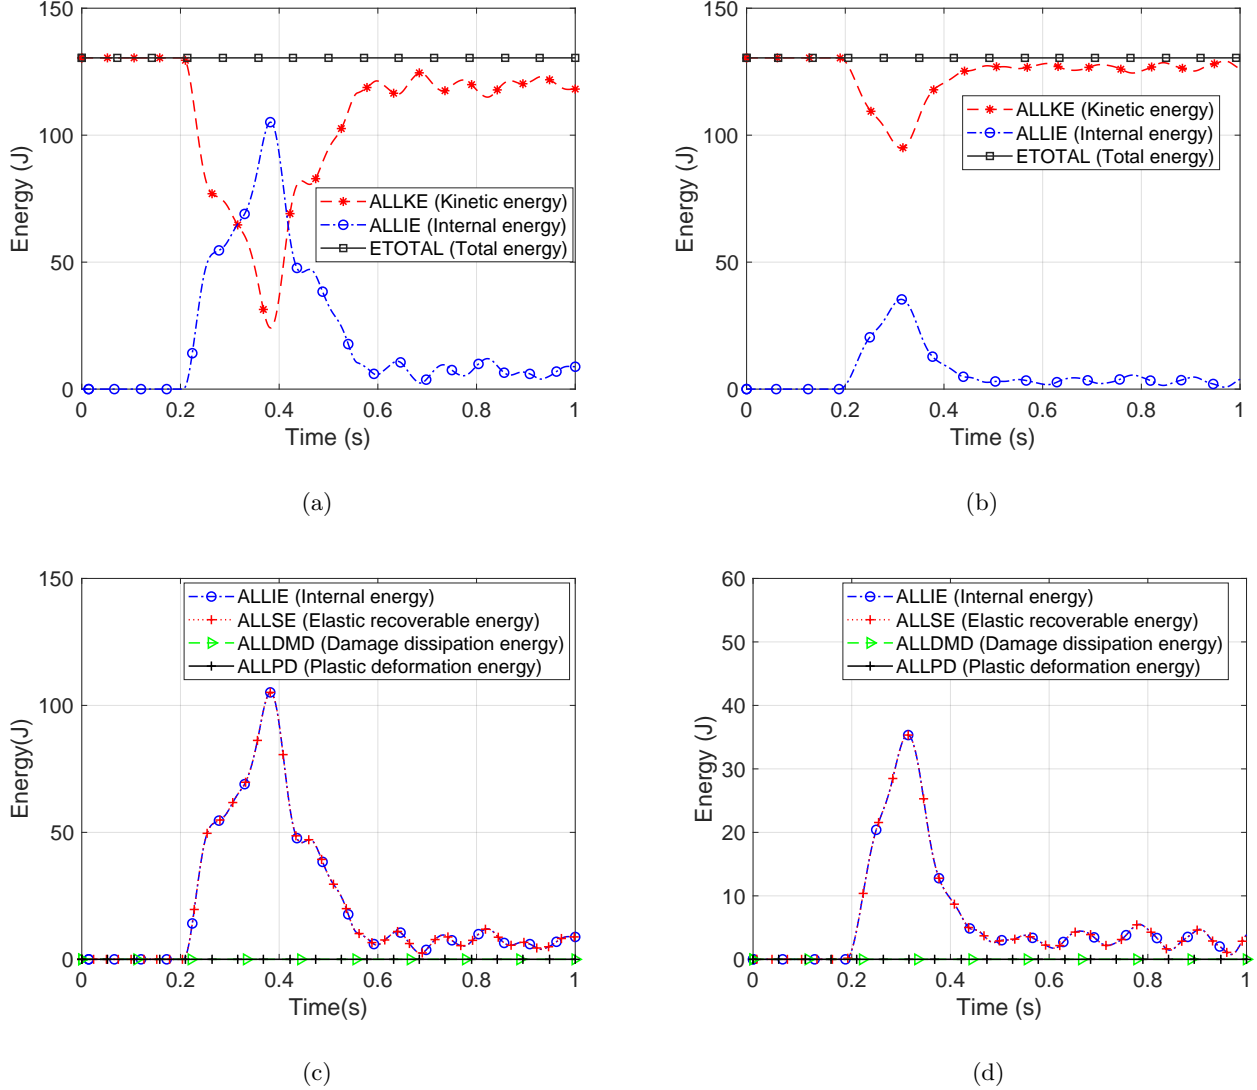 150
100
50
0
Energy (J)
ALLKE (Kinetic energy)
ALLIE (Internal energy)
ETOTAL (Total energy)
0 0.2 0.4 0.6 0.8 1
Time (s)
(a)
150
100
50
0
Energy (J)
ALLKE (Kinetic energy)
ALLIE (Internal energy)
ETOTAL (Total energy)
0 0.2 0.4 0.6 0.8 1
Time (s)
(b)
150
100
50
0
Energy(J)
ALLIE (Internal energy)
ALLSE (Elastic recoverable energy)
ALLDMD (Damage dissipation energy)
ALLPD (Plastic deformation energy)
0 0.2 0.4 0.6 0.8 1
Time(s)
(c)
60
50
40
30
20
10
0
Energy (J)
ALLIE (Internal energy)
ALLSE (Elastic recoverable energy)
ALLDMD (Damage dissipation energy)
ALLPD (Plastic deformation energy)
0 0.2 0.4 0.6 0.8 1
Time (s)
(d)